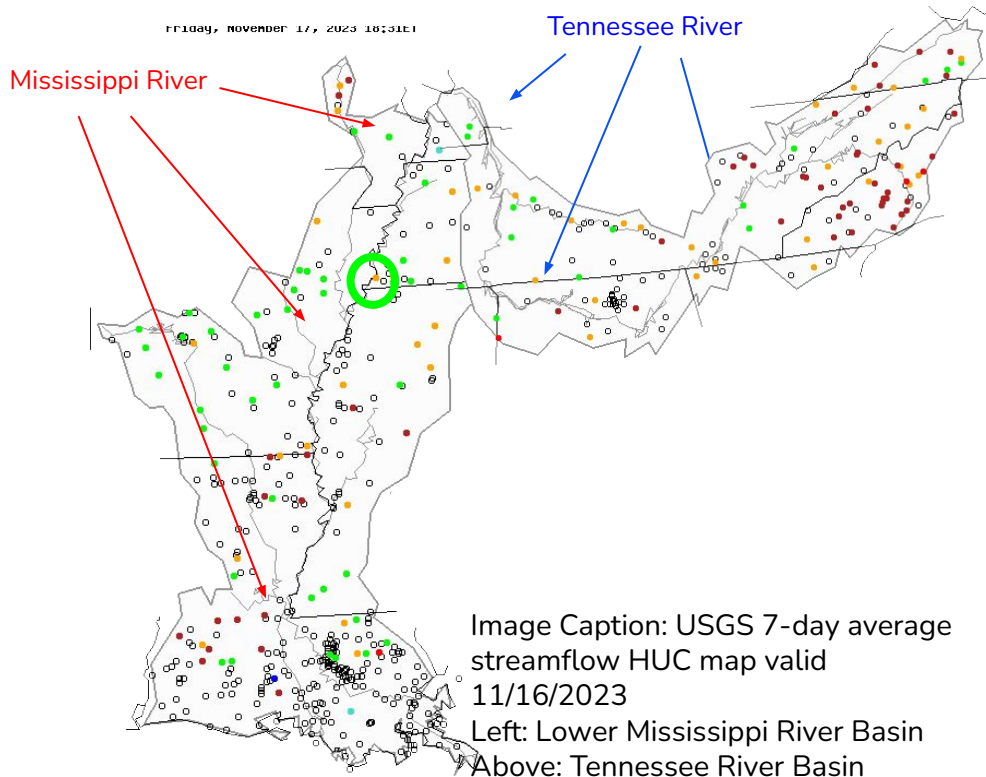 Friday, November 17, 2023 18:31ET
Tennessee River
Mississippi River
Image Caption: USGS 7-day average
streamflow HUC map valid
11/16/2023
Left: Lower Mississippi River Basin
Above: Tennessee River Basin